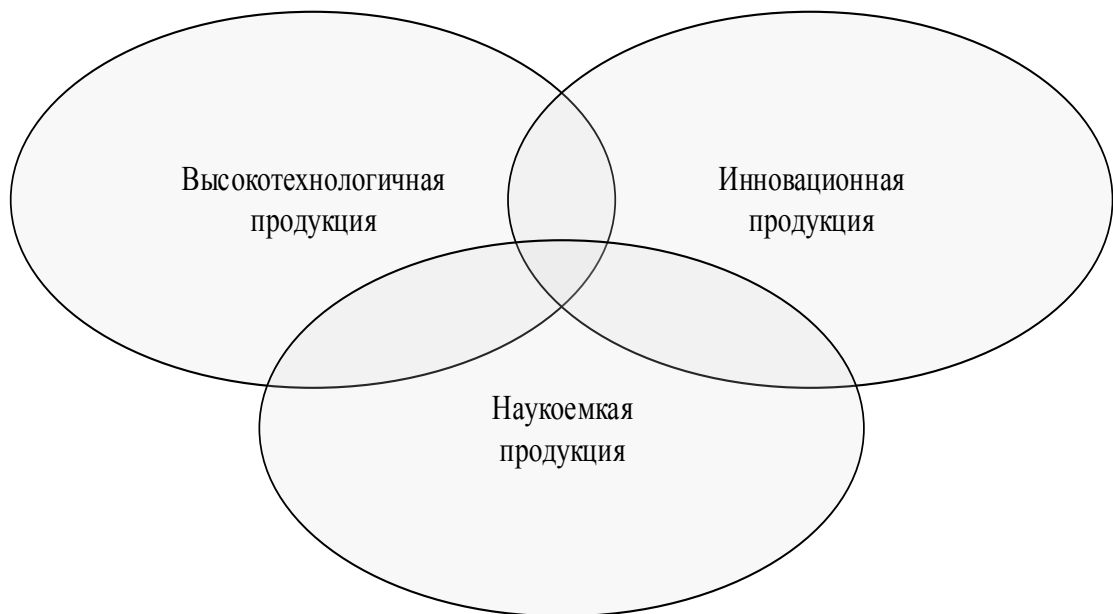 Высокотехнологичная
продукция
Инновационная
продукция
Наукоемкая
продукция